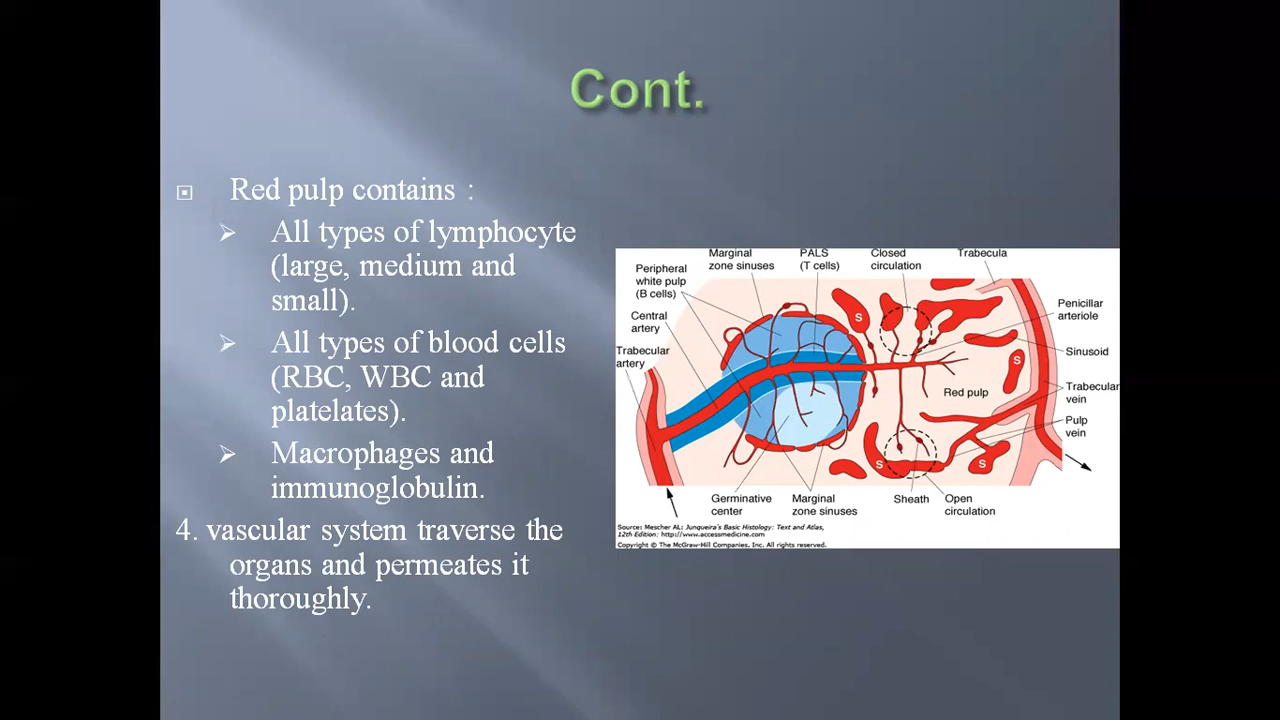 Cont.
Red pulp contains :
All types of lymphocyte
(large, medium and
small).
All types of blood cells
(RBC, WBC and
platelates).
Macrophages and
immunoglobulin.
4. vascular system traverse the
organs and permeates it
thoroughly.
Marginal
zone sinuses
PALS
(T cells)
Closed
circulation
Trabecula
Peripheral
white pulp
(B cells)
Central
artery
Trabecular
artery
Penicillar
arteriole
Sinusoid
Trabecular
vein
Pulp
vein
Red pulp
S
S
S
S
Germinative
center
Marginal
zone sinuses
Sheath
Open
circulation
Source: Mescher AL: Junqueira's Basic Histology: Text and Atlas,
12th Edition: http://www.accessmedicine.com
Copyright © The McGraw-Hill Companies, Inc. All rights reserved.